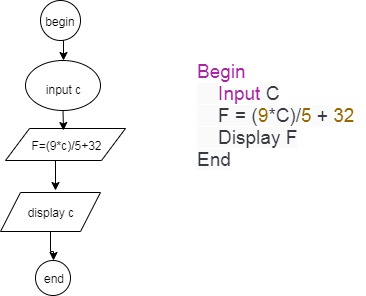 begin
input c
F=(9*c)/5+32
display c
end
Begin
Input C
F = (9*C)/5 + 32
Display F
End